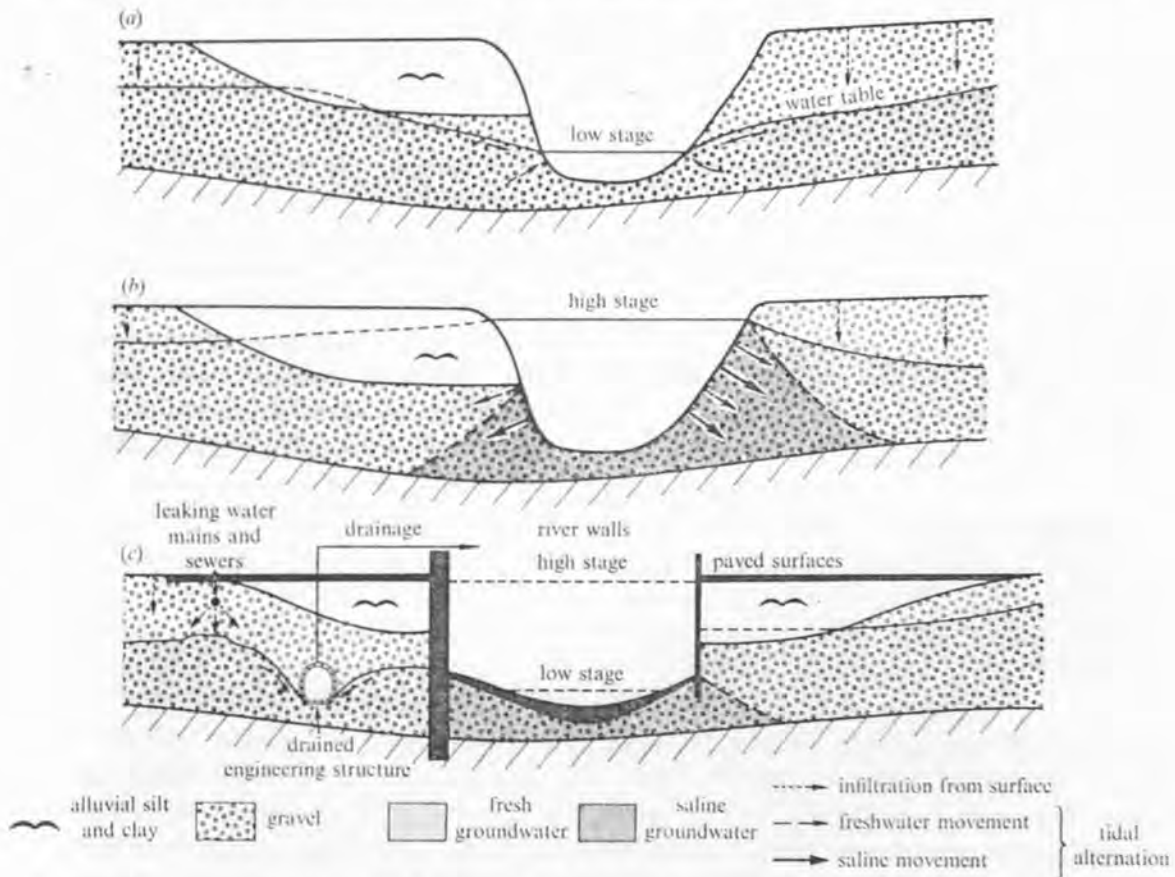 (a)
water table
low stage
(b)
high stage
leaking water
mains and
sewers
drainage
river walls
(c)
high stage
paved surfaces
low stage
drained
engineering structure
alluvial silt
and clay
gravel
fresh
groundwater
saline
groundwater
infiltration from surface
freshwater movement
saline movement
tidal
alternation